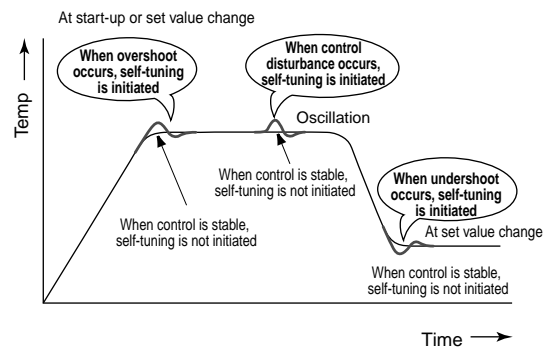 At start-up or set value change
When overshoot
occurs, self-tuning
is initiated
When control
disturbance occurs,
self-tuning is initiated
Temp
Oscillation
When control is stable,
self-tuning is not initiated
When undershoot
occurs, self-tuning
is initiated
When control is stable,
self-tuning is not initiated
At set value change
When control is stable,
self-tuning is not initiated
Time